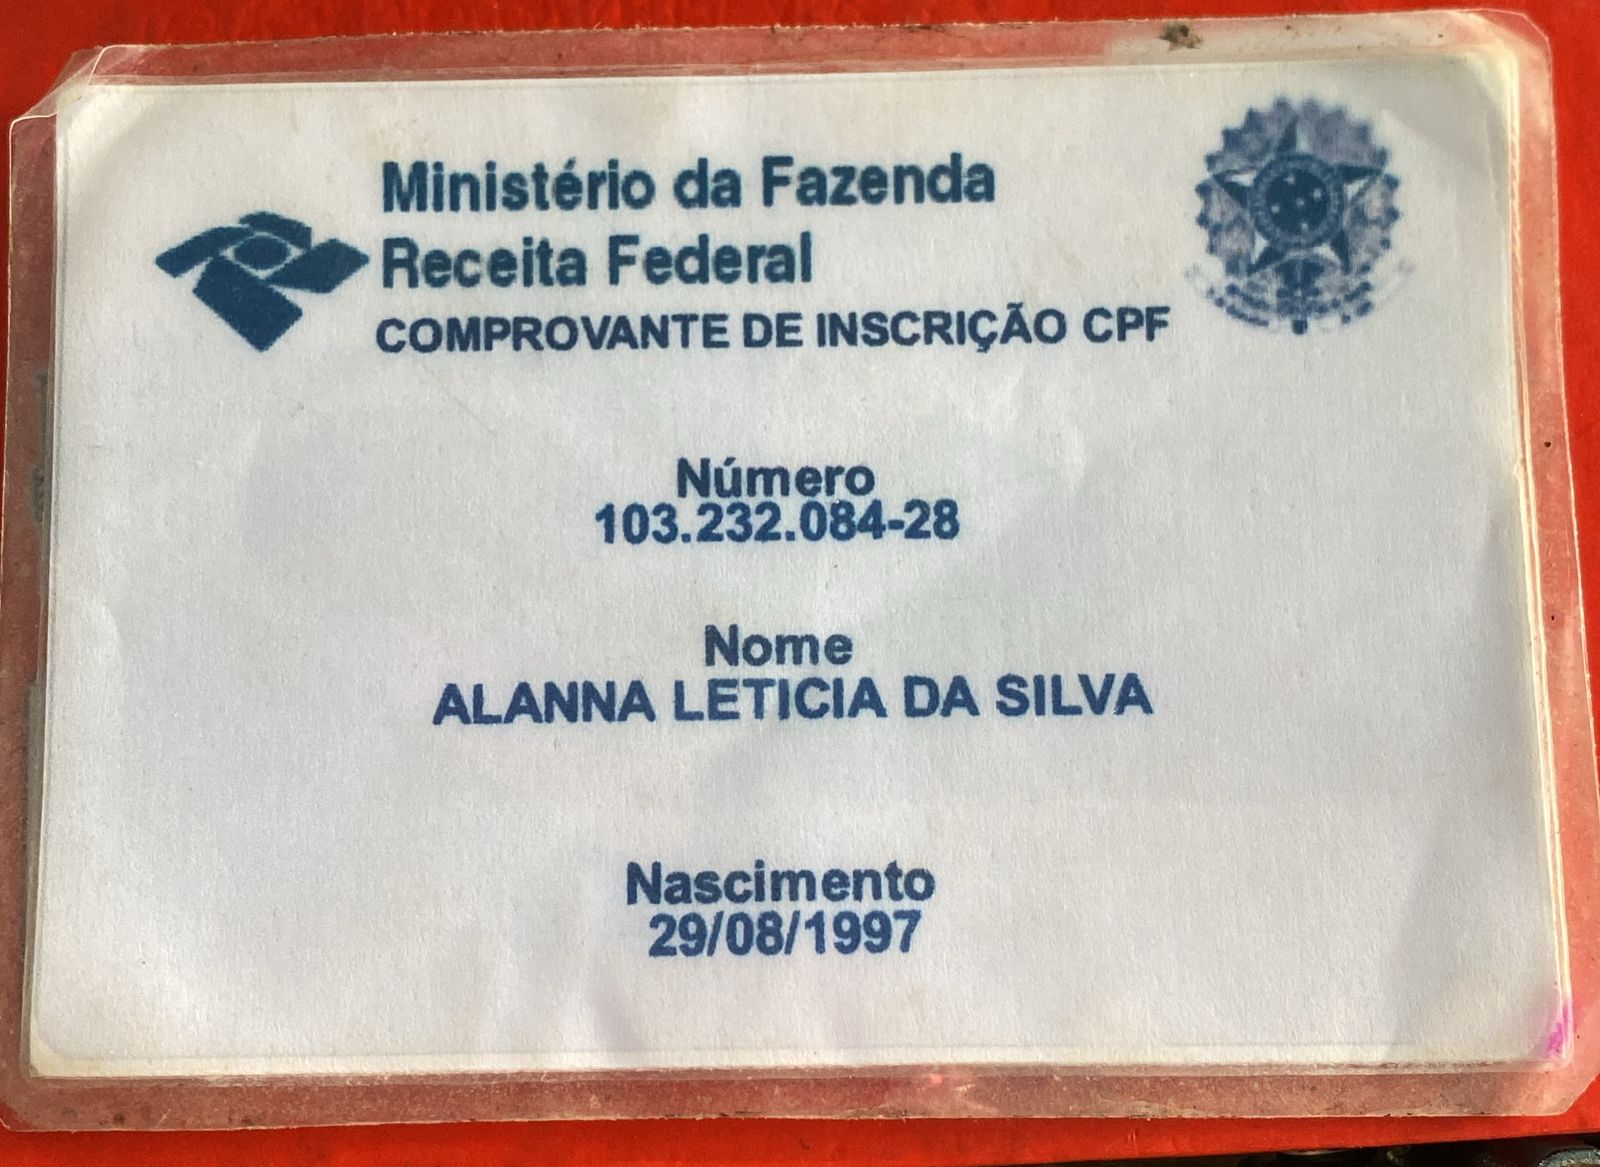 Ministério da Fazenda
Receita Federal
COMPROVANTE DE INSCRIÇÃO CPF
Número
103.232.084-28
Nome
ALANNA LETICIA DA SILVA
Nascimento
29/08/1997